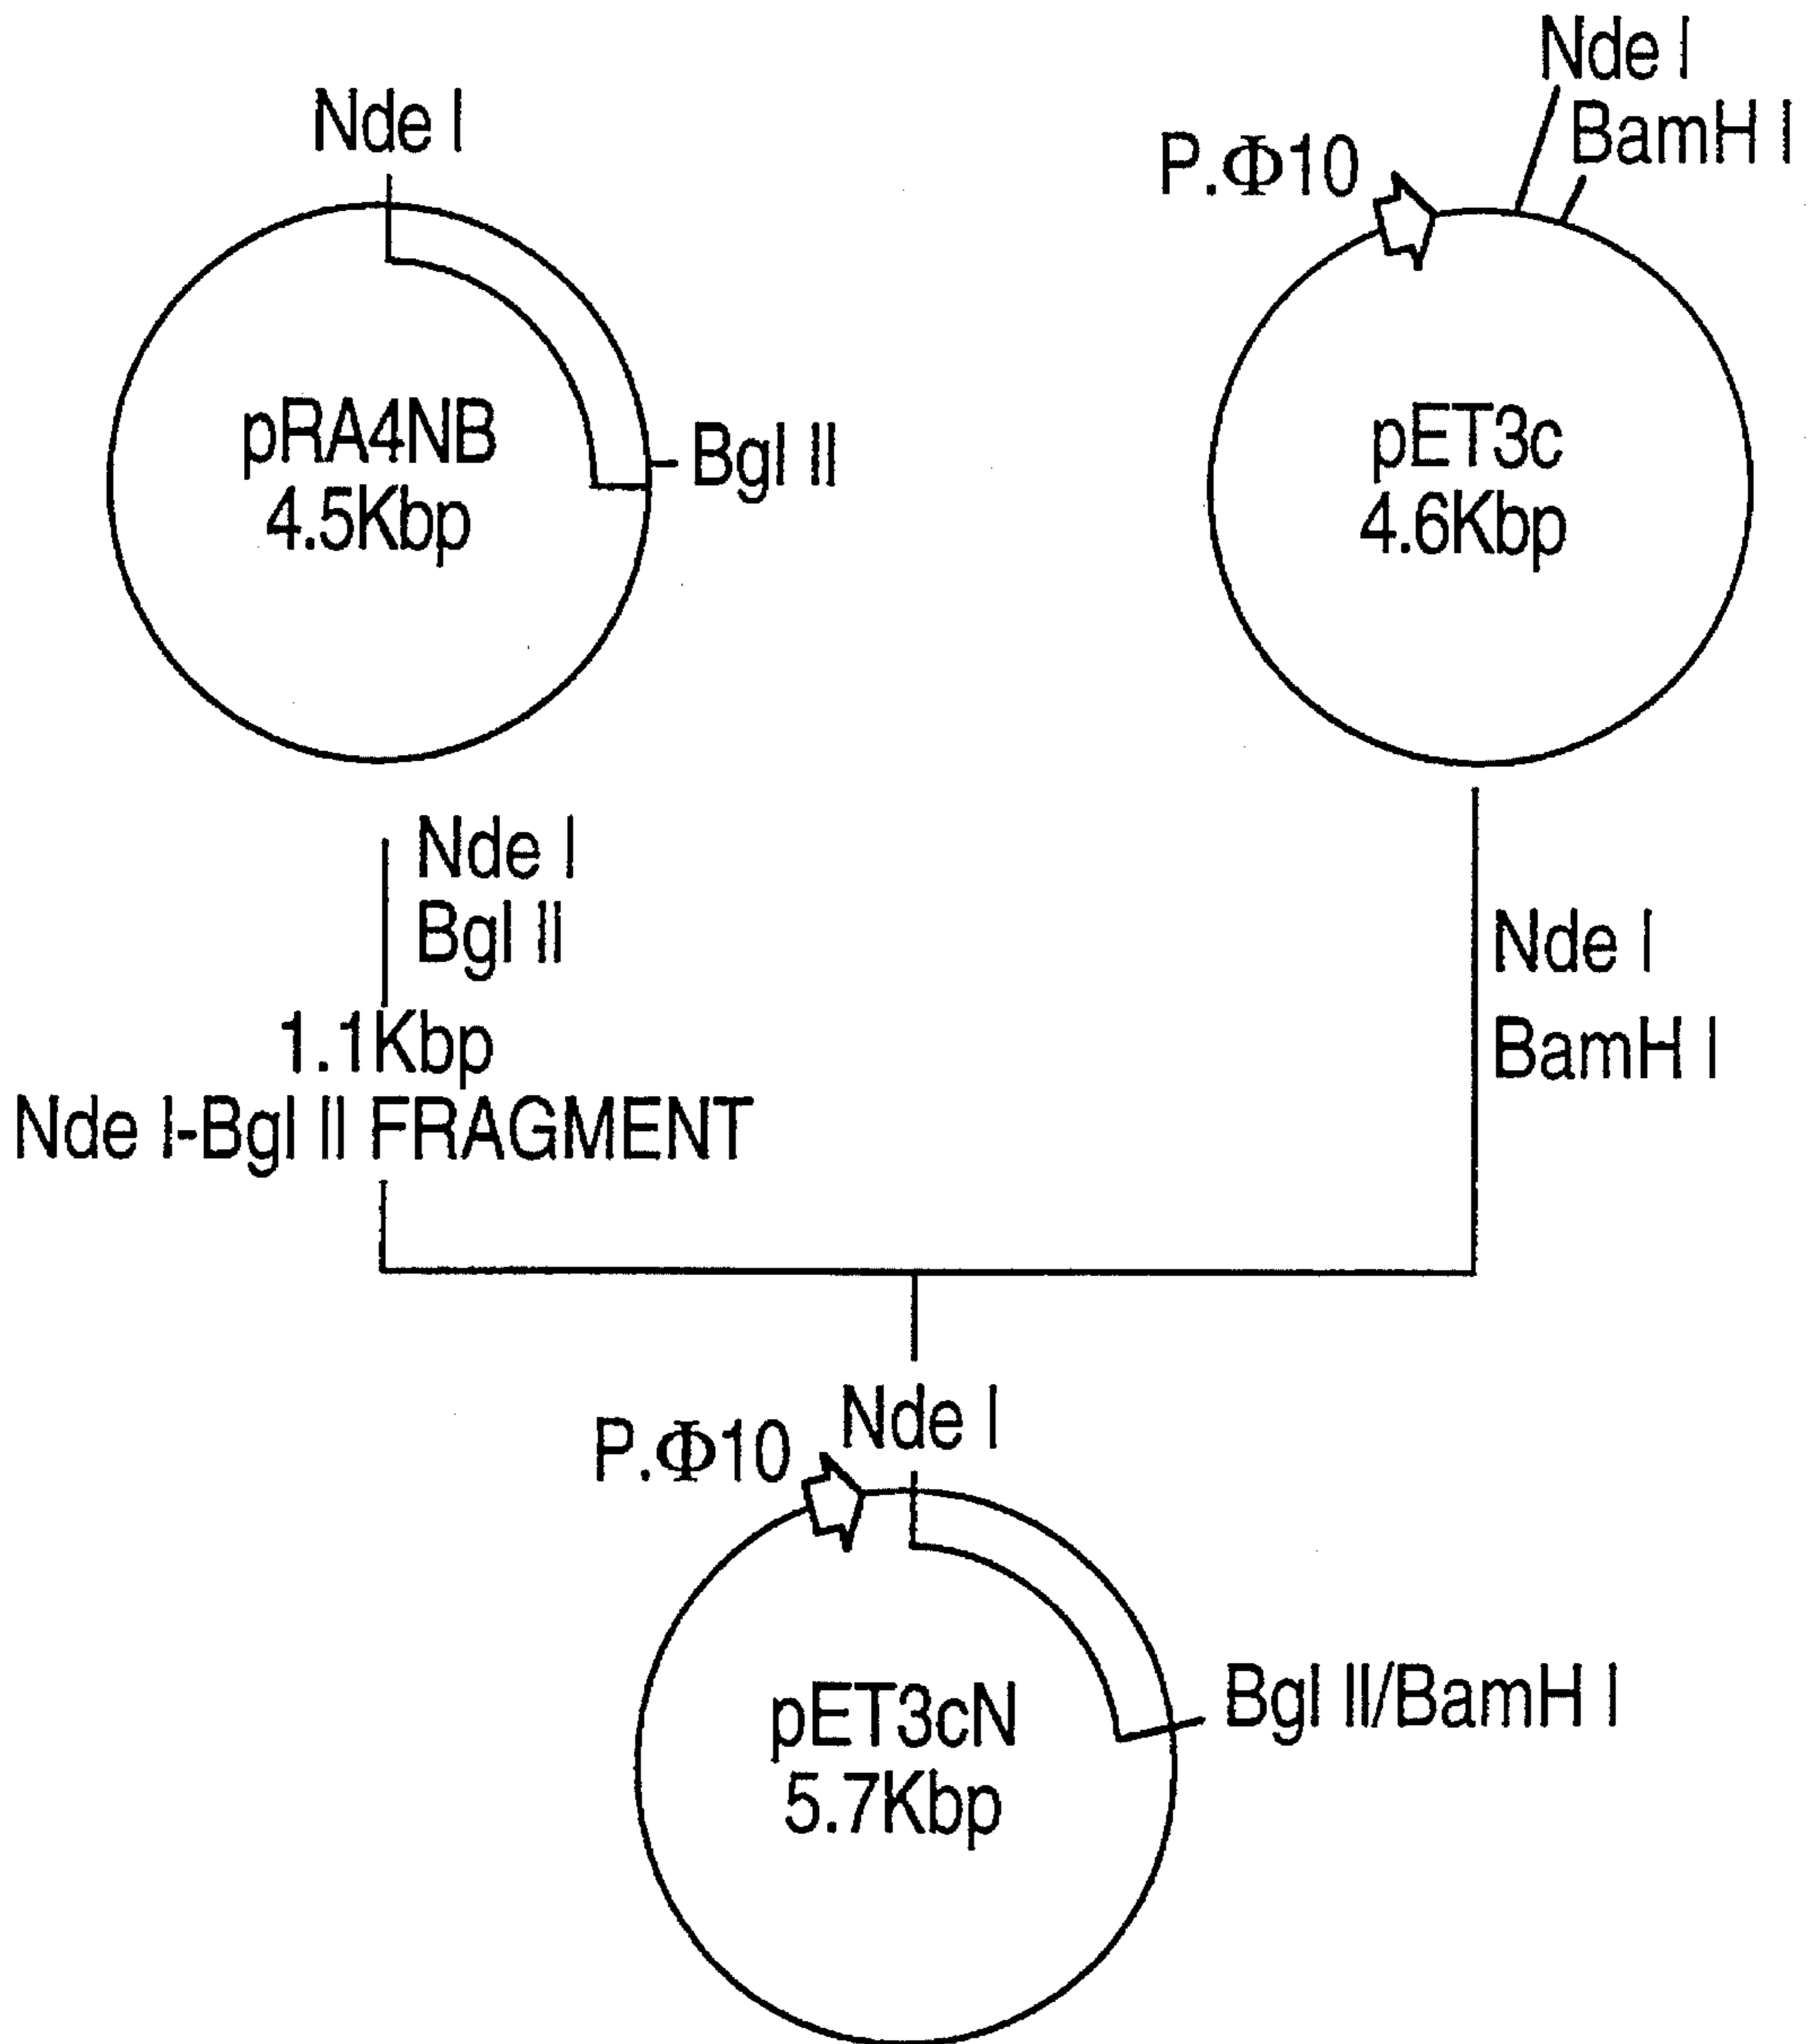 Nde I
pRA4NB
4.5Kbp
Bgl II
Nde I
BamH I
P.Φ10
pET3c
4.6Kbp
Nde I
Bgl II
1.1Kbp
Nde I-Bgl II FRAGMENT
Nde I
BamH I
P.Φ10
Nde I
pET3cN
5.7Kbp
Bgl II/BamH I